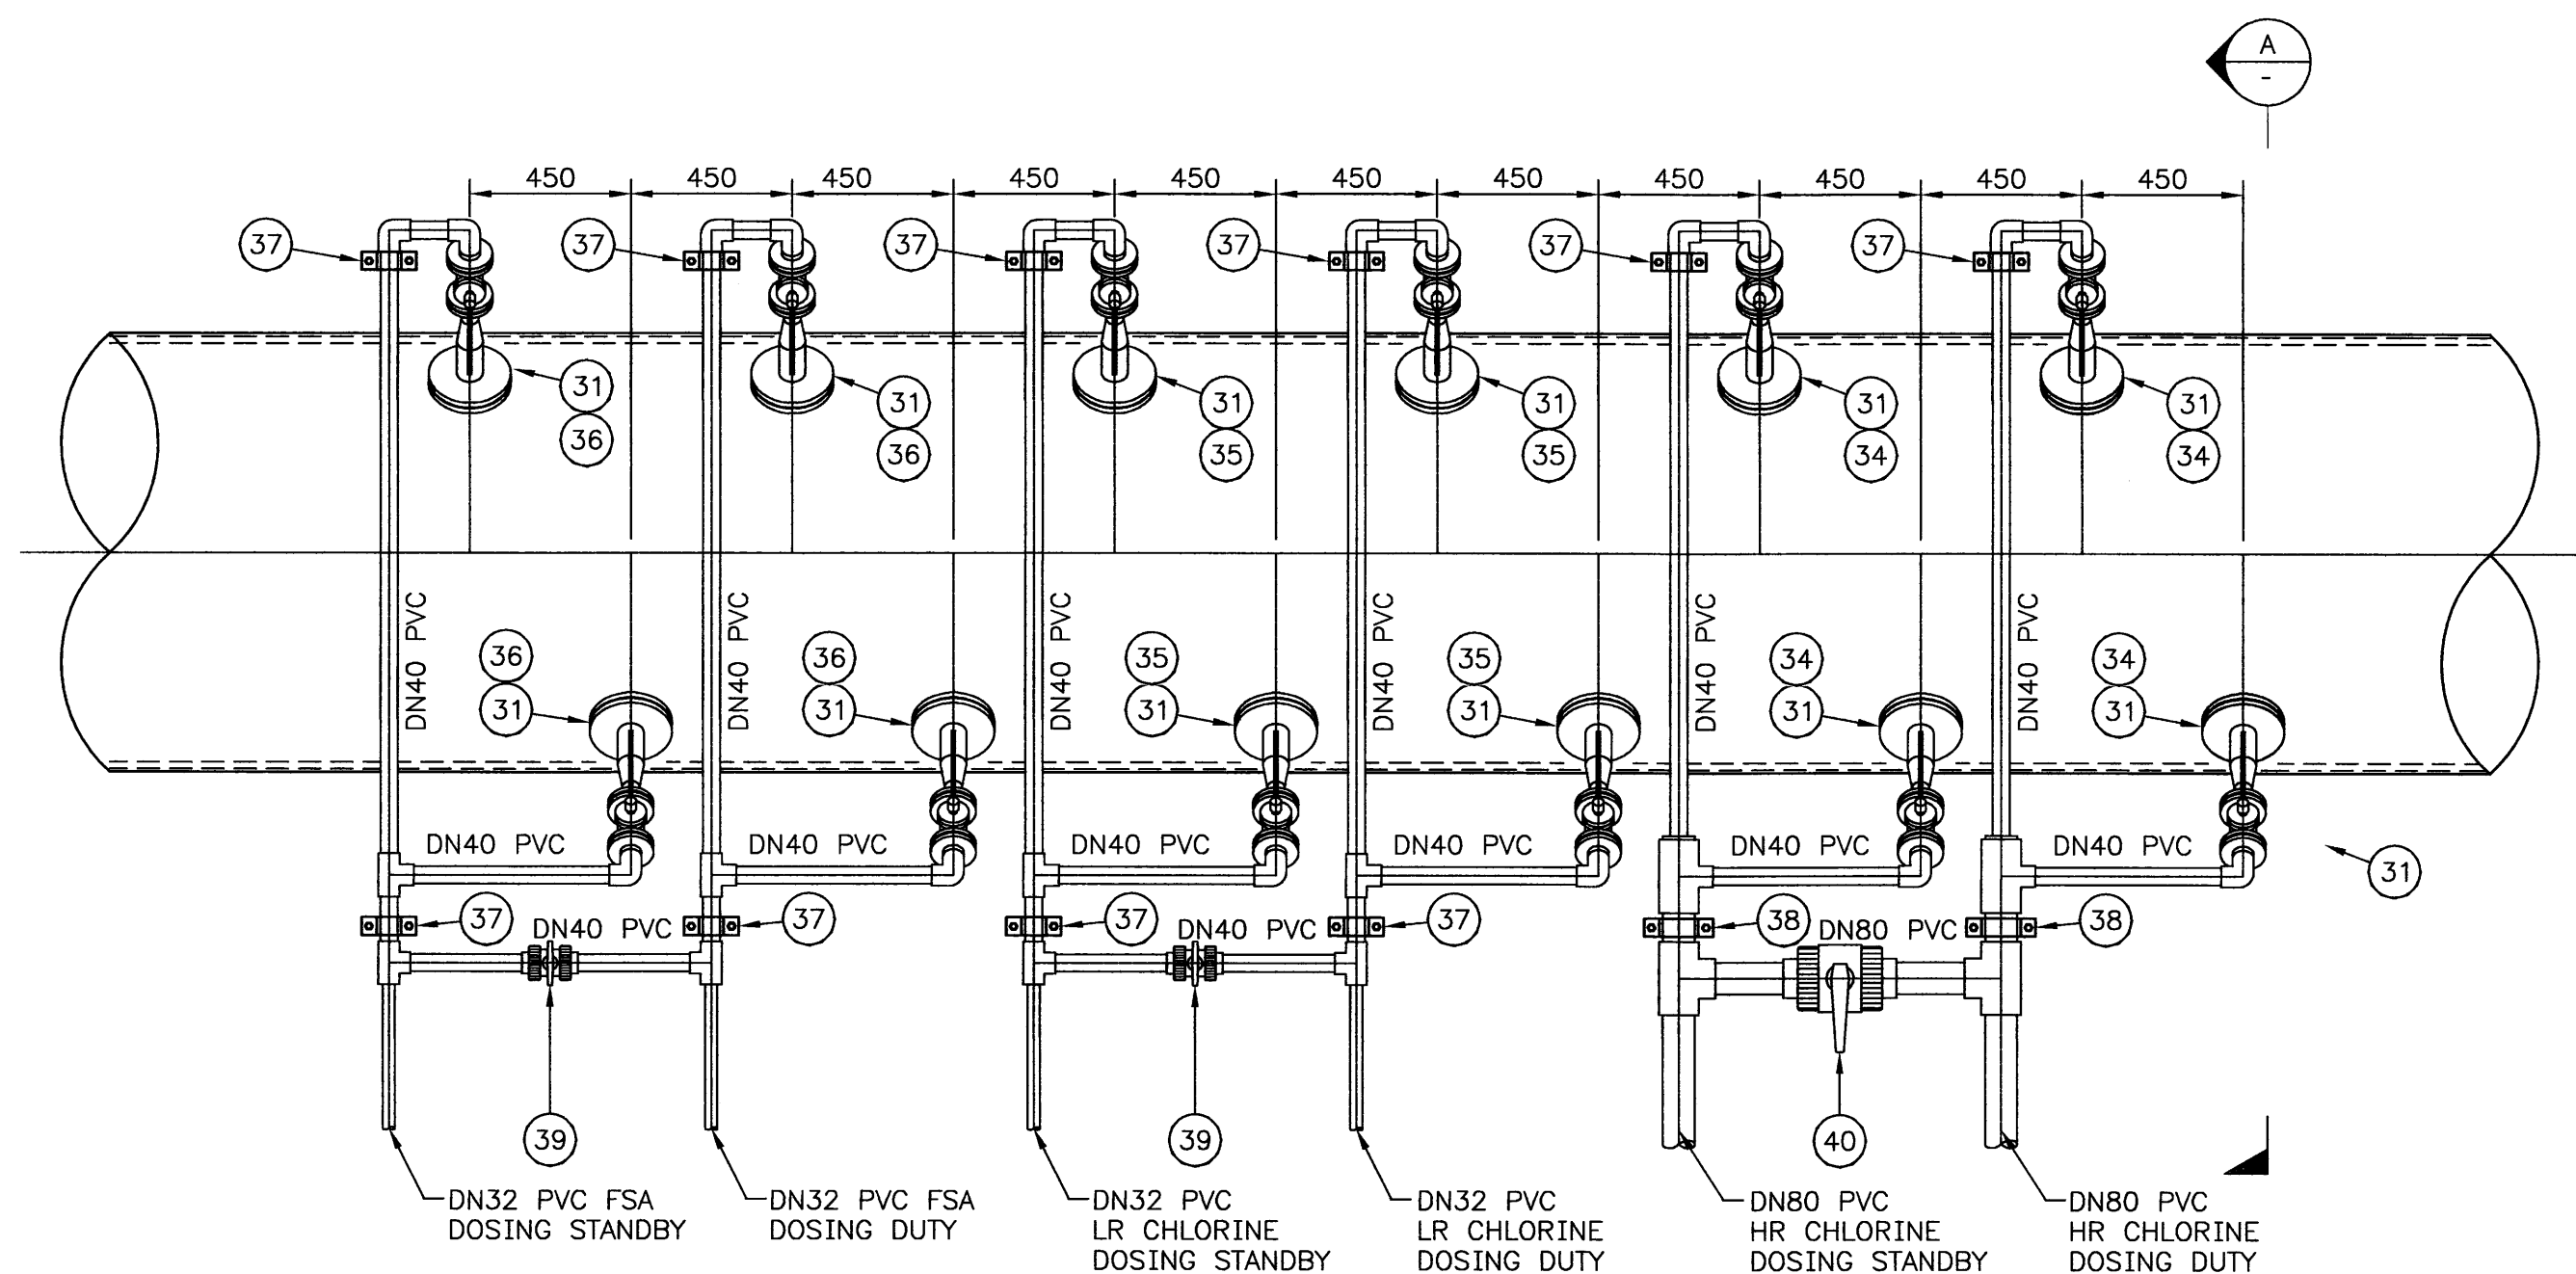 A
-
450 450 450 450 450 450 450 450 450 450 450
37 37 37 37 37 37
31 31 31 31 31 31
36 36 35 35 34 34
DN40 PVC DN40 PVC DN40 PVC DN40 PVC DN40 PVC DN40 PVC
36 36 35 35 34 34
31 31 31 31 31 31
DN40 PVC DN40 PVC DN40 PVC DN40 PVC DN40 PVC DN40 PVC
31
37 DN40 PVC 37 37 DN40 PVC 37 38 DN80 PVC 38
39 39 40
DN32 PVC FSA
DOSING STANDBY
DN32 PVC FSA
DOSING DUTY
DN32 PVC
LR CHLORINE
DOSING STANDBY
DN32 PVC
LR CHLORINE
DOSING DUTY
DN80 PVC
HR CHLORINE
DOSING STANDBY
DN80 PVC
HR CHLORINE
DOSING DUTY